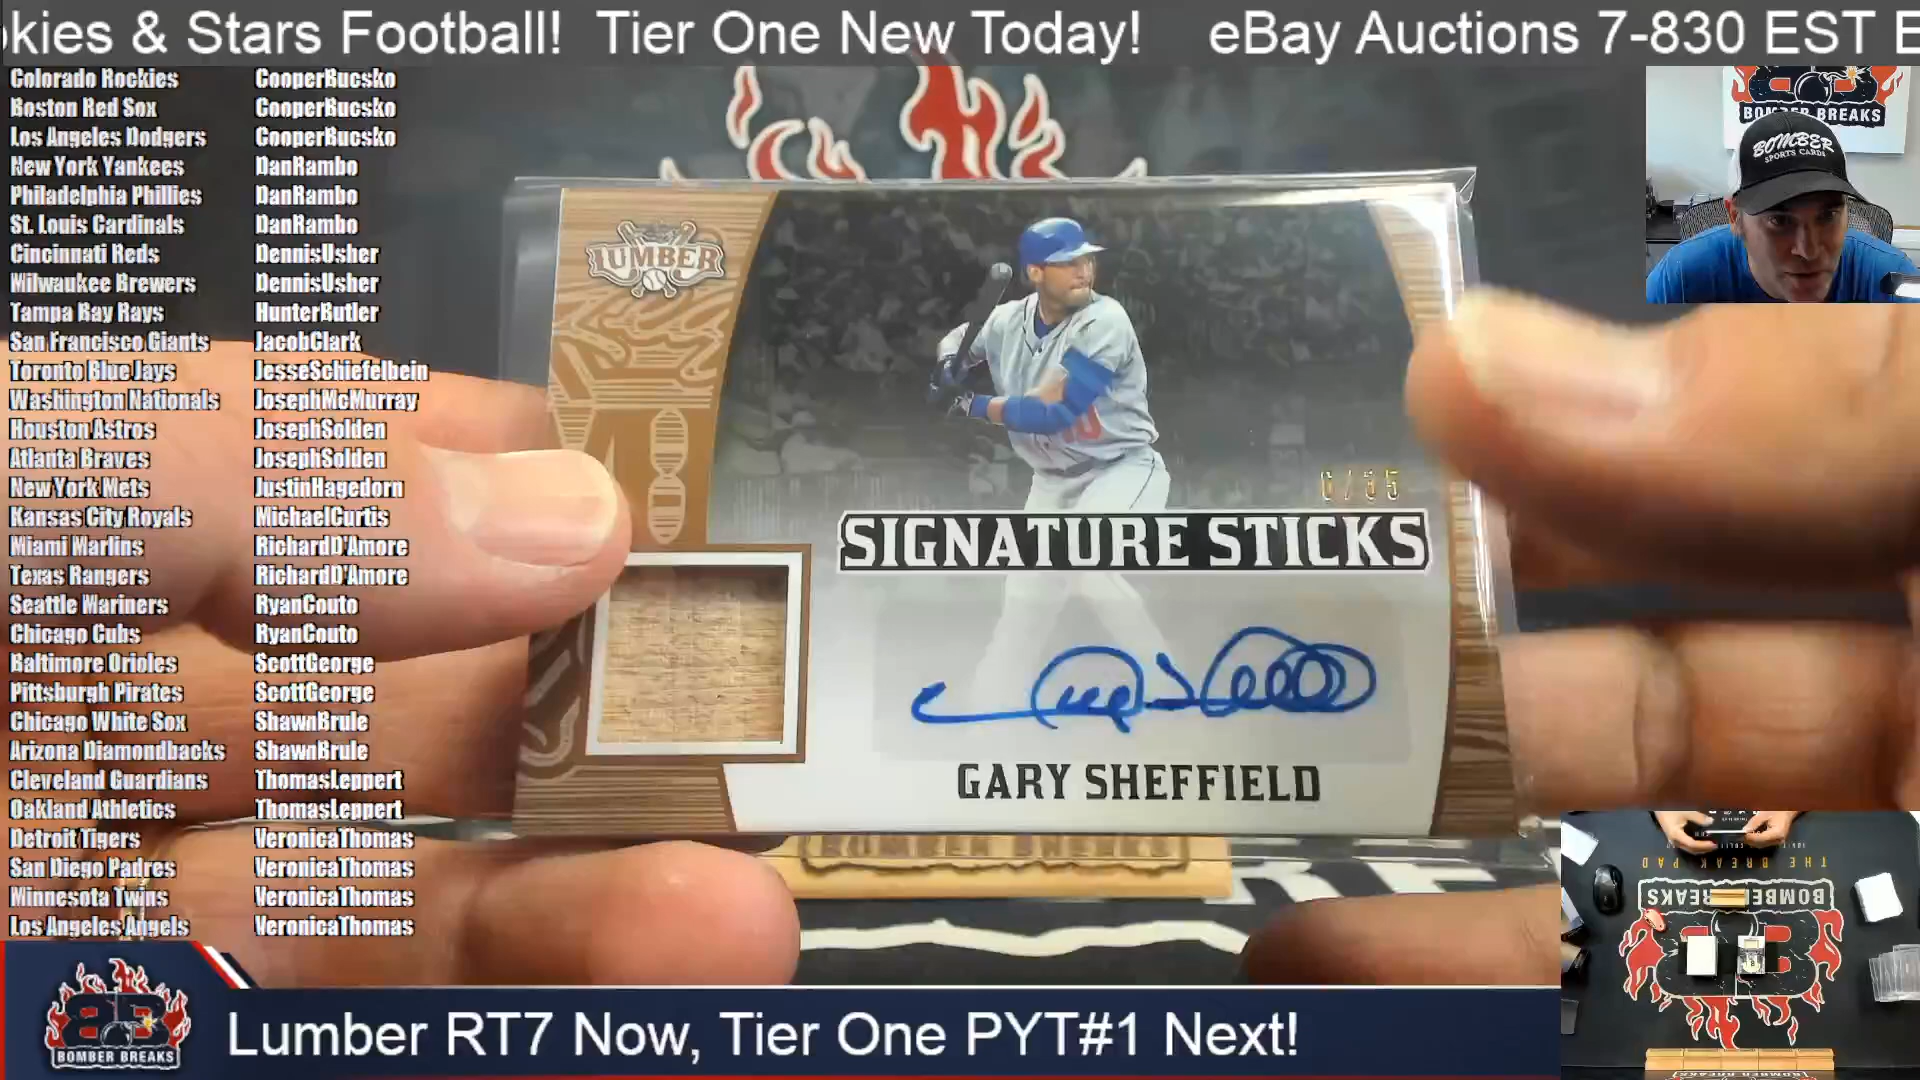 kies & Stars Football! Tier One New Today! eBay Auctions 7-830 EST
Colorado Rockies CooperBucsko
Boston Red Sox CooperBucsko
Los Angeles Dodgers CooperBucsko
New York Yankees DanRambo
Philadelphia Phillies DanRambo
St. Louis Cardinals DanRambo
Cincinnati Reds DennisUsher
Milwaukee Brewers DennisUsher
Tampa Bay Rays HunterButler
San Francisco Giants JacobClark
Toronto Blue Jays JesseSchiefelbein
Washington Nationals JosephMcMurray
Houston Astros JosephSolden
Atlanta Braves JosephSolden
New York Mets JustinHagedorn
Kansas City Royals MichaelCurtis
Miami Marlins RichardD'Amore
Texas Rangers RichardD'Amore
Seattle Mariners RyanCouto
Chicago Cubs RyanCouto
Baltimore Orioles ScottGeorge
Pittsburgh Pirates ScottGeorge
Chicago White Sox ShawnBrule
Arizona Diamondbacks ShawnBrule
Cleveland Guardians ThomasLeppert
Oakland Athletics ThomasLeppert
Detroit Tigers VeronicaThomas
San Diego Padres VeronicaThomas
Minnesota Twins VeronicaThomas
Los Angeles Angels VeronicaThomas
LUMBER
SIGNATURE STICKS
GARY SHEFFIELD
BOMBER BREAKS
BOMBER BREAKS
BOMBER
SPORTS CARDS
THE BREAK PAD
BOMBER BREAKS
BOMBER BREAKS
Lumber RT7 Now, Tier One PYT#1 Next!